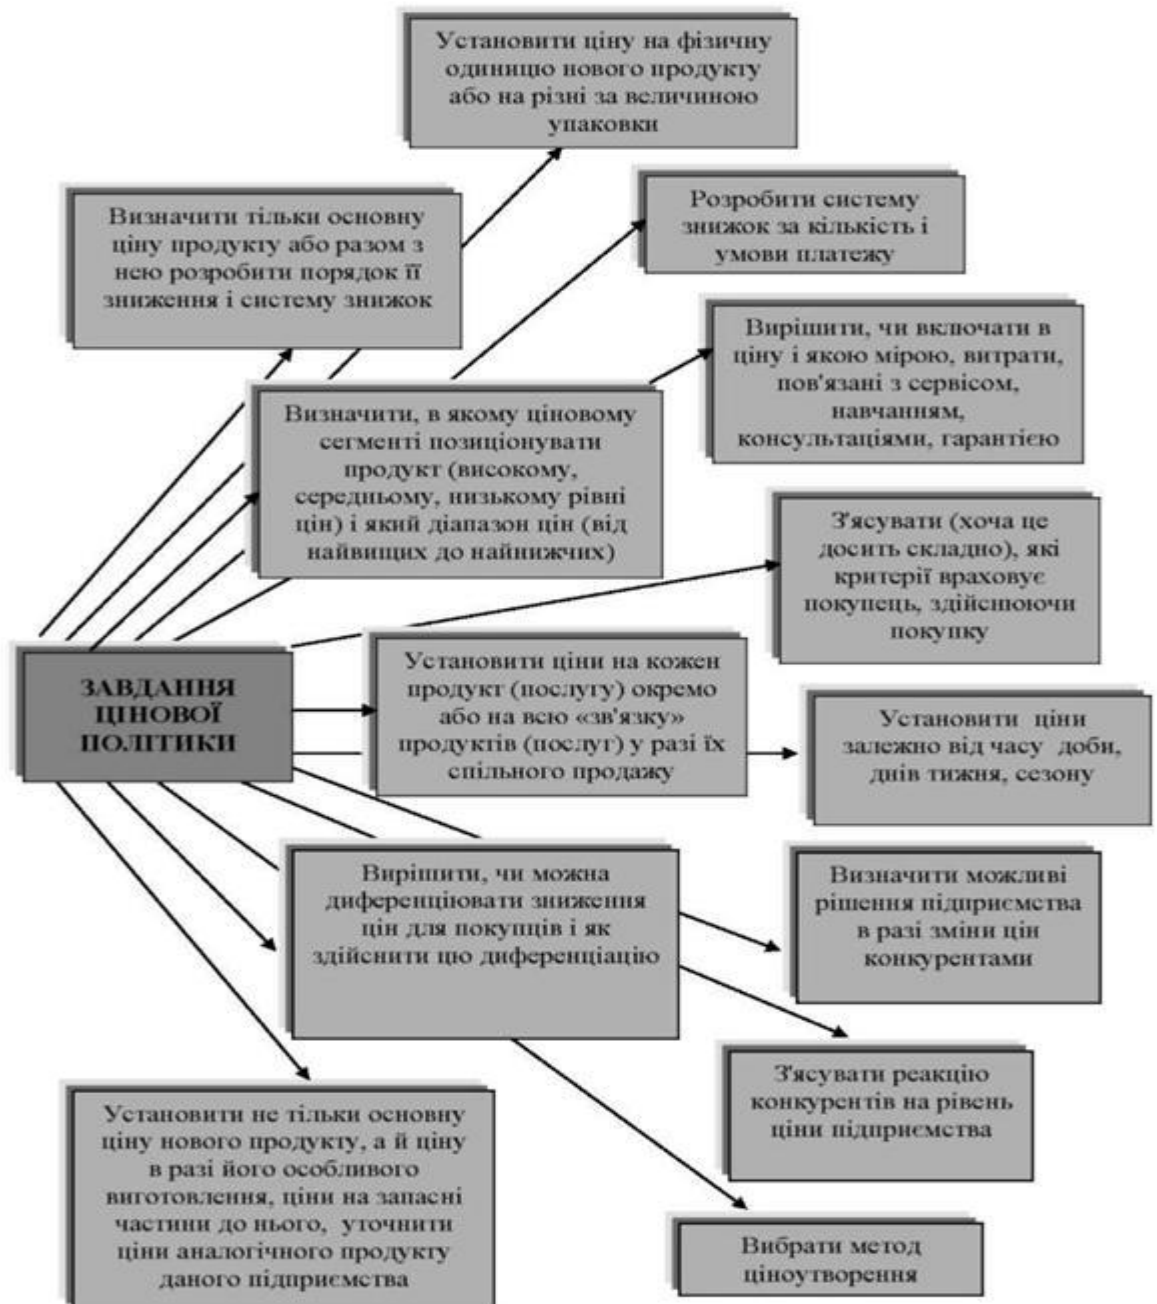 Установити ціну на фізичну
одиницю нового продукту
або на різні за величиною
упаковки
Визначити тільки основну
ціну продукту або разом з
нею розробити порядок її
зниження і систему знижок
Розробити систему
знижок за кількість і
умови платежу
Вирішити, чи включати в
ціну і якою мірою, витрати,
пов'язані з сервісом,
навчанням,
консультаціями, гарантією
Визначити, в якому ціновому
сегменті позиціонувати
продукт (високому,
середньому, низькому рівні
цін) і який діапазон цін (від
найвищих до найнижчих)
З'ясувати (хоча це
досить складно), які
критерії враховує
покупець, здійснюючи
покупку
ЗАВДАННЯ
ЦІНОВОЇ
ПОЛІТИКИ
Установити ціни на кожен
продукт (послугу) окремо
або на всю «зв'язку»
продуктів (послуг) у разі їх
спільного продажу
Установити ціни
залежно від часу доби,
днів тижня, сезону
Вирішити, чи можна
диференціювати зниження
цін для покупців і як
здійснити цю диференціацію
Визначити можливі
рішення підприємства
в разі зміни цін
конкурентами
З'ясувати реакцію
конкурентів на рівень
ціни підприємства
Установити не тільки основну
ціну нового продукту, а й ціну
в разі його особливого
виготовлення, ціни на запасні
частини до нього, уточнити
ціни аналогічного продукту
даного підприємства
Вибрати метод
ціноутворення